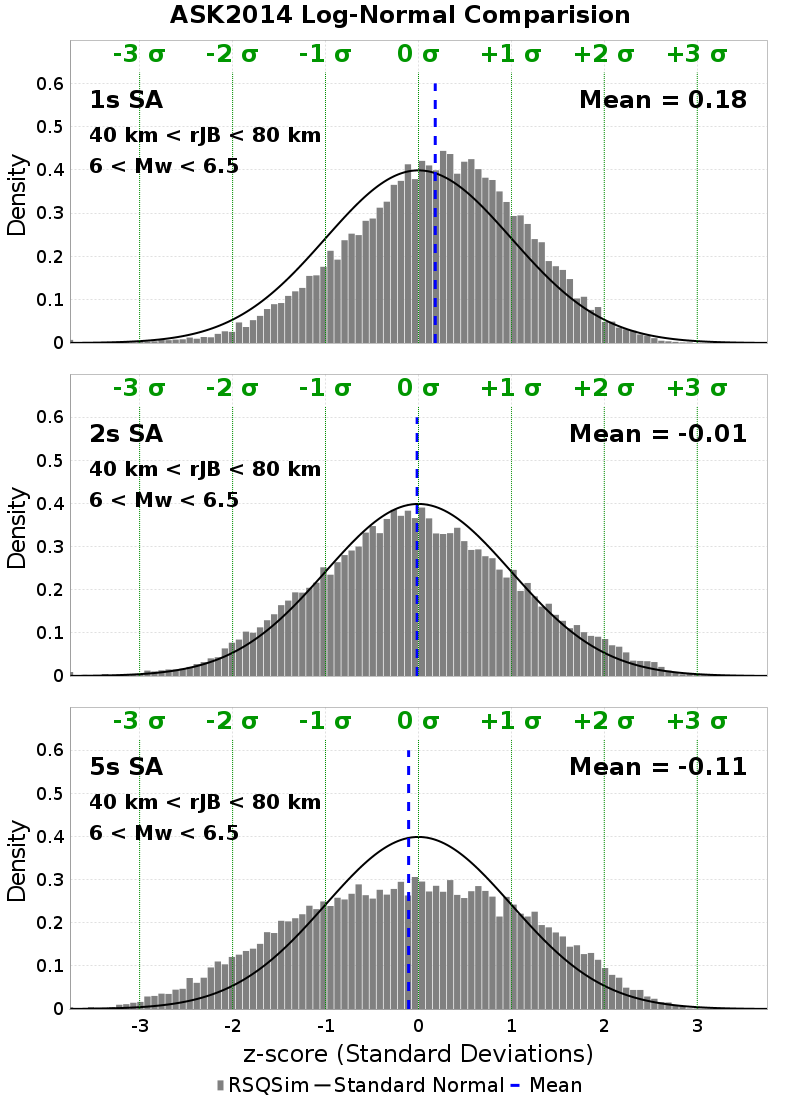 ASK2014 Log-Normal Comparision
-3 σ -2 σ -1 σ 0 σ +1 σ +2 σ +3 σ
0.6
1s SA Mean = 0.18
0.5
40 km < rJB < 80 km
6 < Mw < 6.5
0.4
Density
0.3
0.2
0.1
0
-3 σ -2 σ -1 σ 0 σ +1 σ +2 σ +3 σ
0.6
2s SA Mean = -0.01
0.5
40 km < rJB < 80 km
6 < Mw < 6.5
0.4
Density
0.3
0.2
0.1
0
-3 σ -2 σ -1 σ 0 σ +1 σ +2 σ +3 σ
0.6
5s SA Mean = -0.11
0.5
40 km < rJB < 80 km
6 < Mw < 6.5
0.4
Density
0.3
0.2
0.1
0
-3 -2 -1 0 1 2 3
z-score (Standard Deviations)
RSQSim Standard Normal Mean